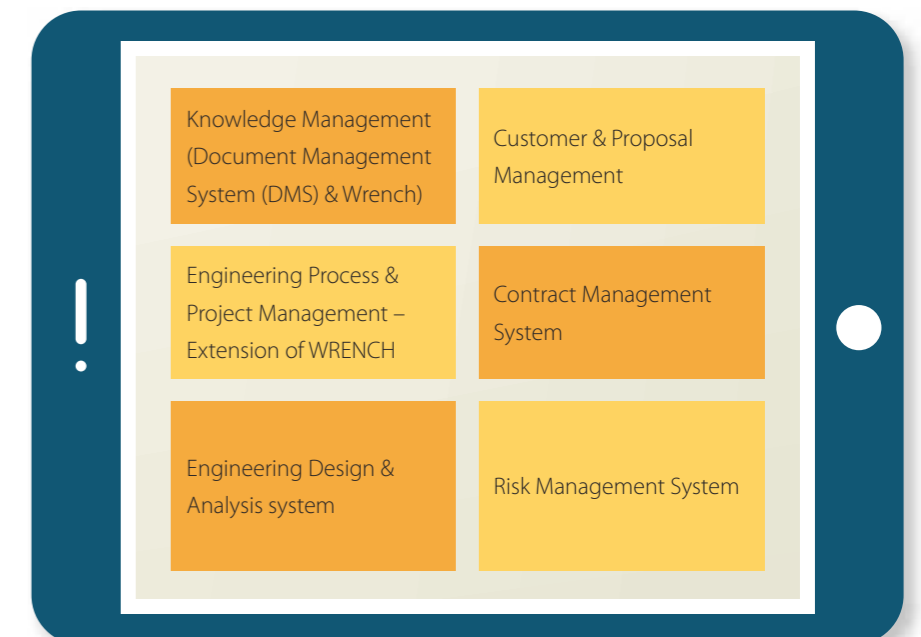 Knowledge Management
(Document Management
System (DMS) & Wrench)
Customer & Proposal
Management
Engineering Process &
Project Management –
Extension of WRENCH
Contract Management
System
Engineering Design &
Analysis system
Risk Management System